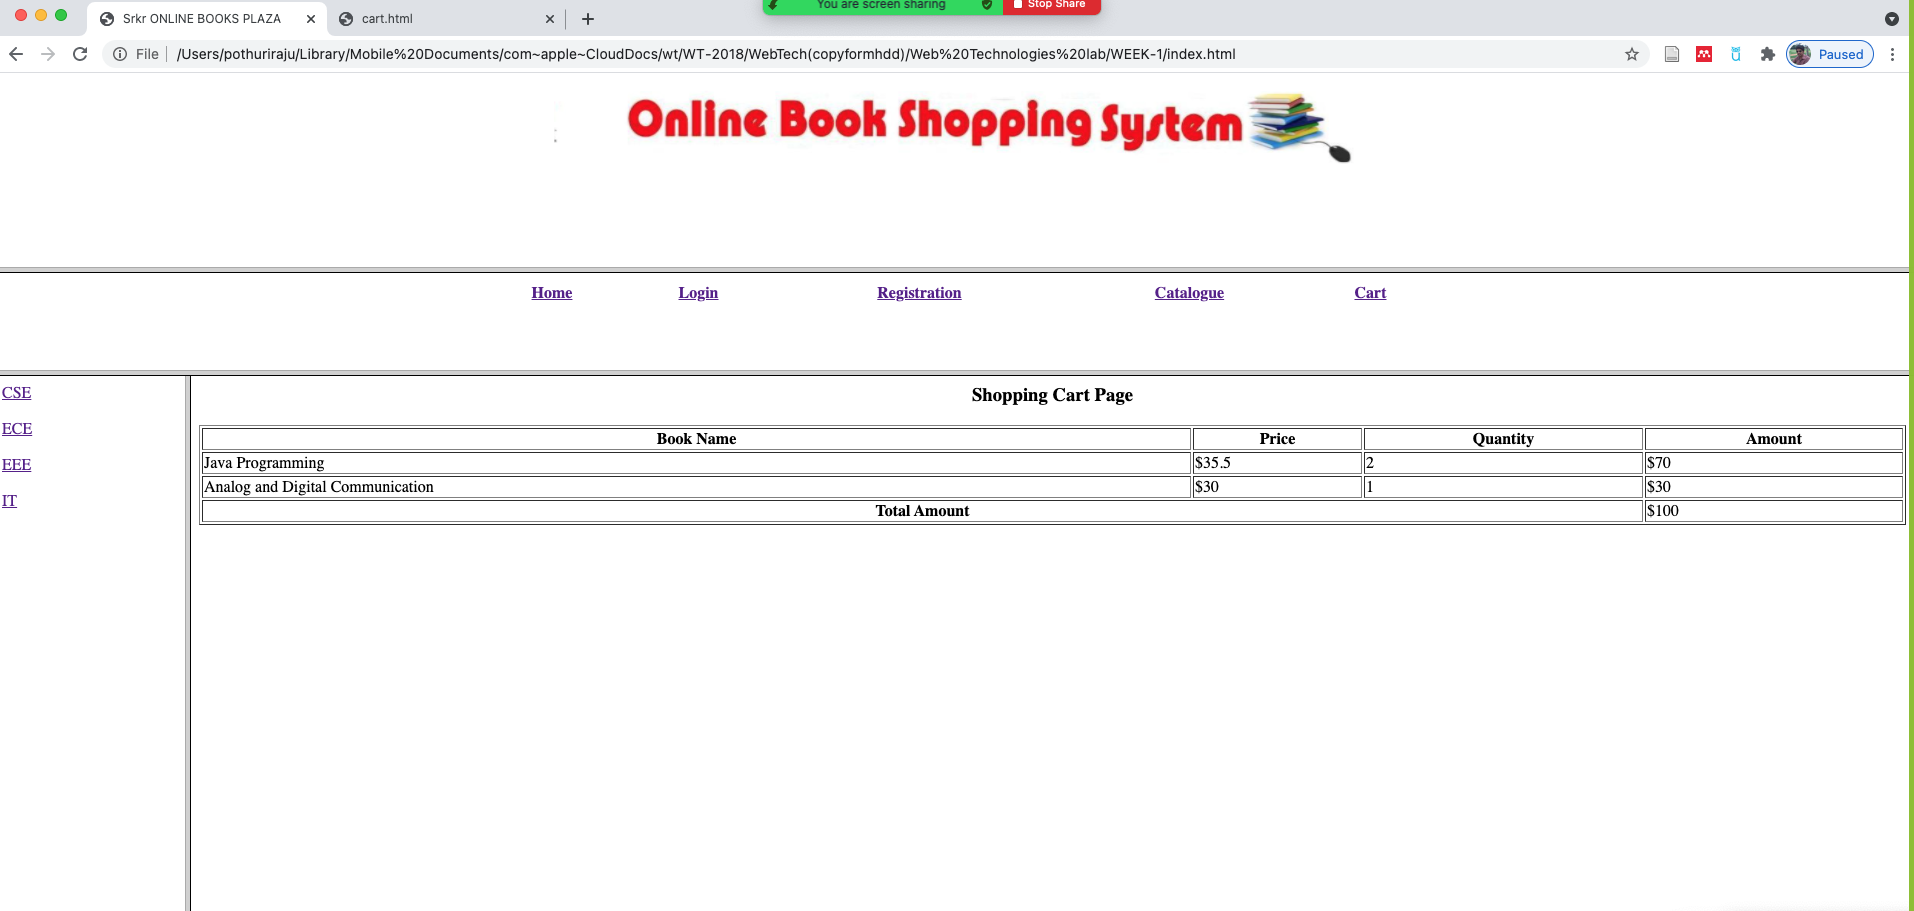 You are screen sharing Stop Share
Srkr ONLINE BOOKS PLAZA cart.html
File /Users/pothuriraju/Library/Mobile%20Documents/com~apple~CloudDocs/wt/WT-2018/WebTech(copyformhdd)/Web%20Technologies%20lab/WEEK-1/index.html Paused
Online Book Shopping System
Home Login Registration Catalogue Cart
CSE
ECE
EEE
IT
Shopping Cart Page
Book Name Price Quantity Amount
Java Programming $35.5 2 $70
Analog and Digital Communication $30 1 $30
Total Amount $100